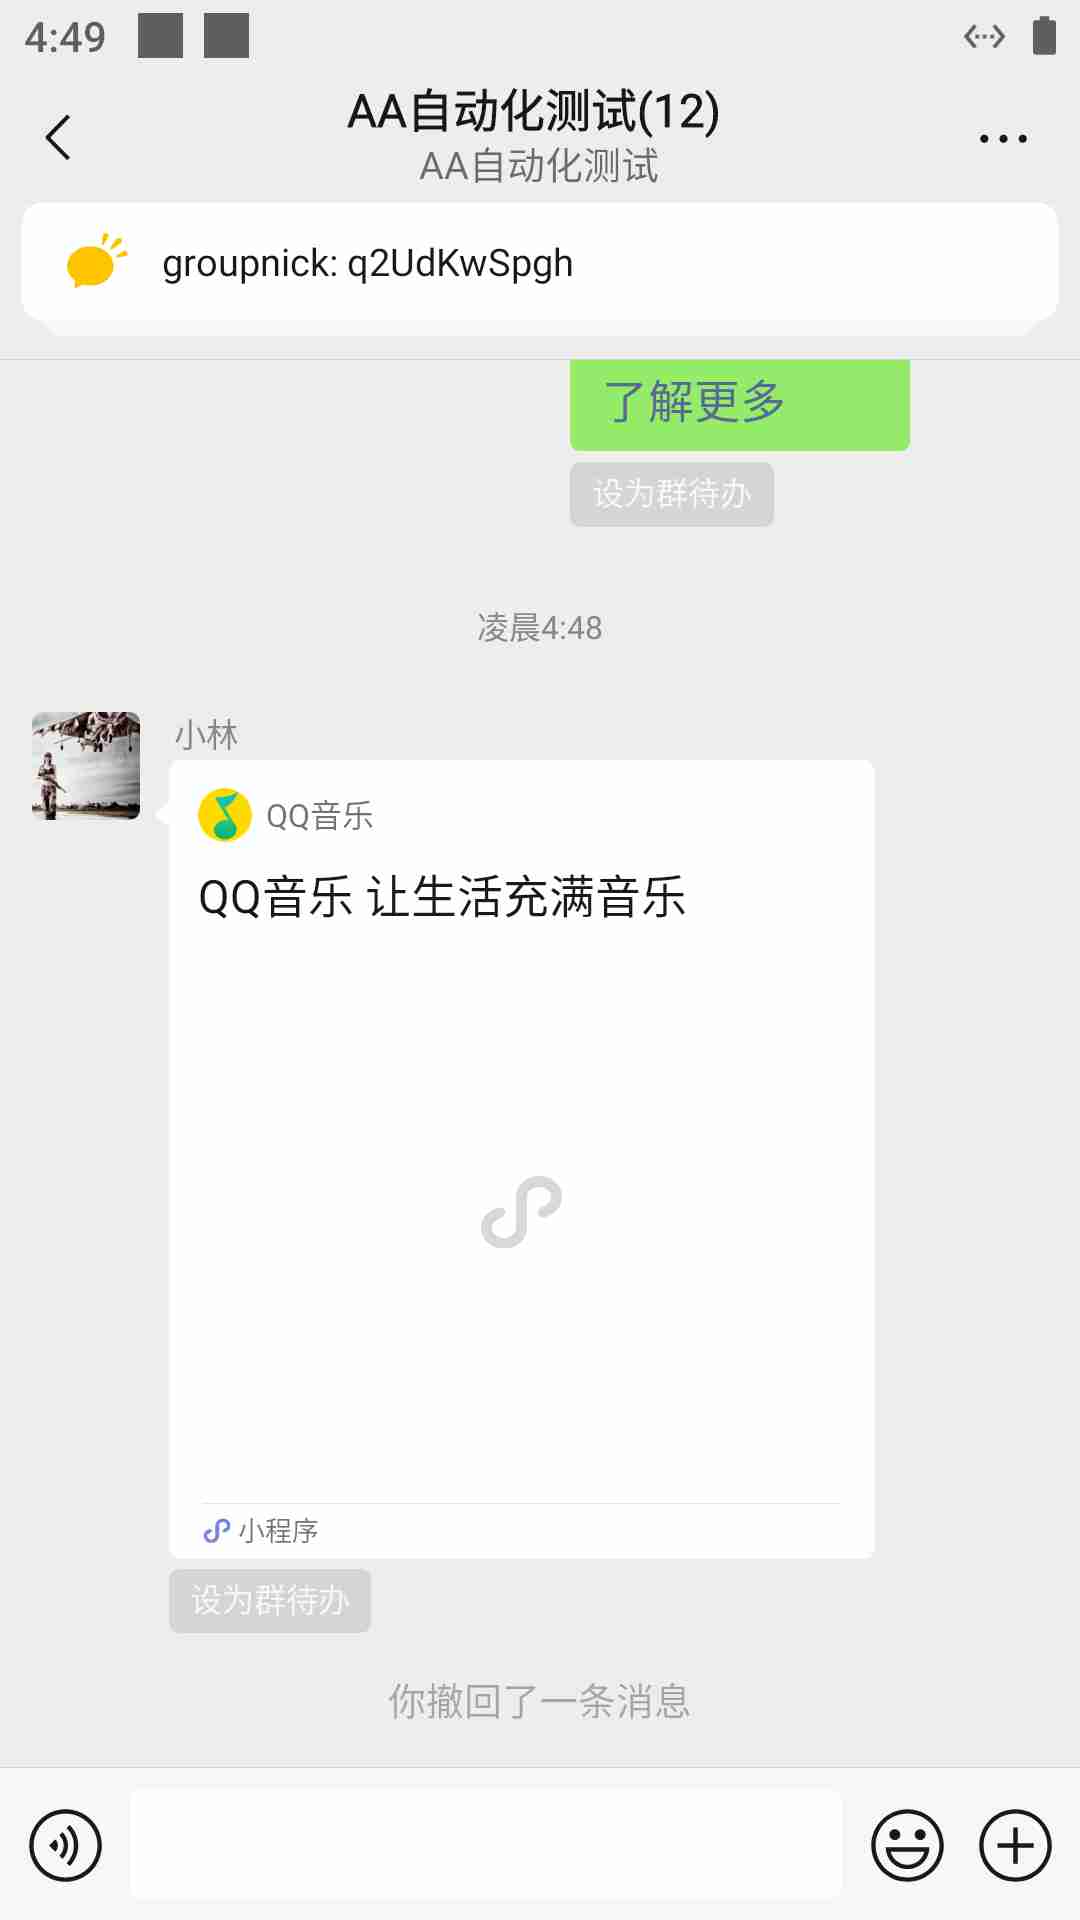 4:49
AA自动化测试(12)
AA自动化测试
groupnick: q2UdKwSpgh
了解更多
设为群待办
凌晨4:48
小林
QQ音乐
QQ音乐 让生活充满音乐
小程序
设为群待办
你撤回了一条消息